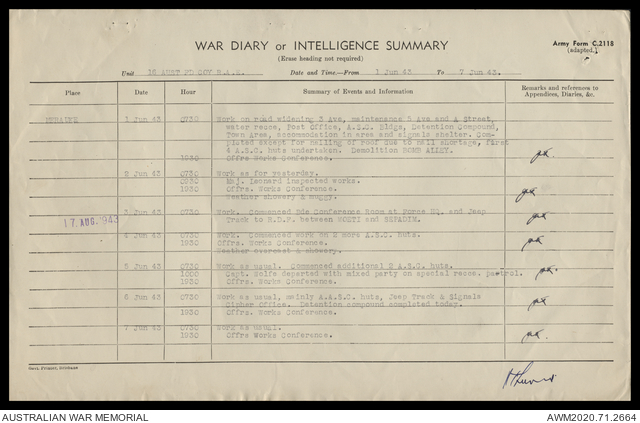 WAR DIARY or INTELLIGENCE SUMMARY
(Erase heading not required)
Army Form C.2118
(adapted.)
Unit 16 AUST FD COY R.A.E. Date and Time.—From 1 Jun 43 To 7 Jun 43.
Place Date Hour Summary of Events and Information Remarks and references to
Appendices, Diaries, &c.
1 Jun 43 0730 Work on road widening 3 Ave, maintenance 5 Ave and A Street,
water recce, Post Office, A.S.C. Bldgs, Detention Compound,
Town Area, accommodation in area and signals shelter. Com-
pleted except for nailing of roof due to nail shortage, first
4 A.S.C. huts undertaken. Demolition BOMB ALLEY.
1930 Offrs Works Conference.
2 Jun 43 0730 Work as for yesterday.
0930 Maj. Leonard inspected works.
1930 Offrs. Works Conference.
Weather showery & muggy.
3 Jun 43 0730 Work. Commenced Bde Conference Room at Force HQ. and Jeep
Track to M.D.F. between and
17 AUG 1943
4 Jun 43 0730 Work. Commenced work on 2 more A.S.C. huts.
1930 Offrs. Works Conference.
Weather overcast & showery.
5 Jun 43 0730 Work as usual. Commenced additional 2 A.S.C. huts.
1000 Capt. departed with mixed party on special recce. patrol.
1930 Offrs. Works Conference.
6 Jun 43 0730 Work as usual, mainly A.A.S.C. huts, Jeep Track & Signals
Cipher Office. Detention compound completed today.
1930 Offrs. Works Conference.
7 Jun 43 0730 Work as usual.
1930 Offrs Works Conference.
AUSTRALIAN WAR MEMORIAL AWM2020.71.2664